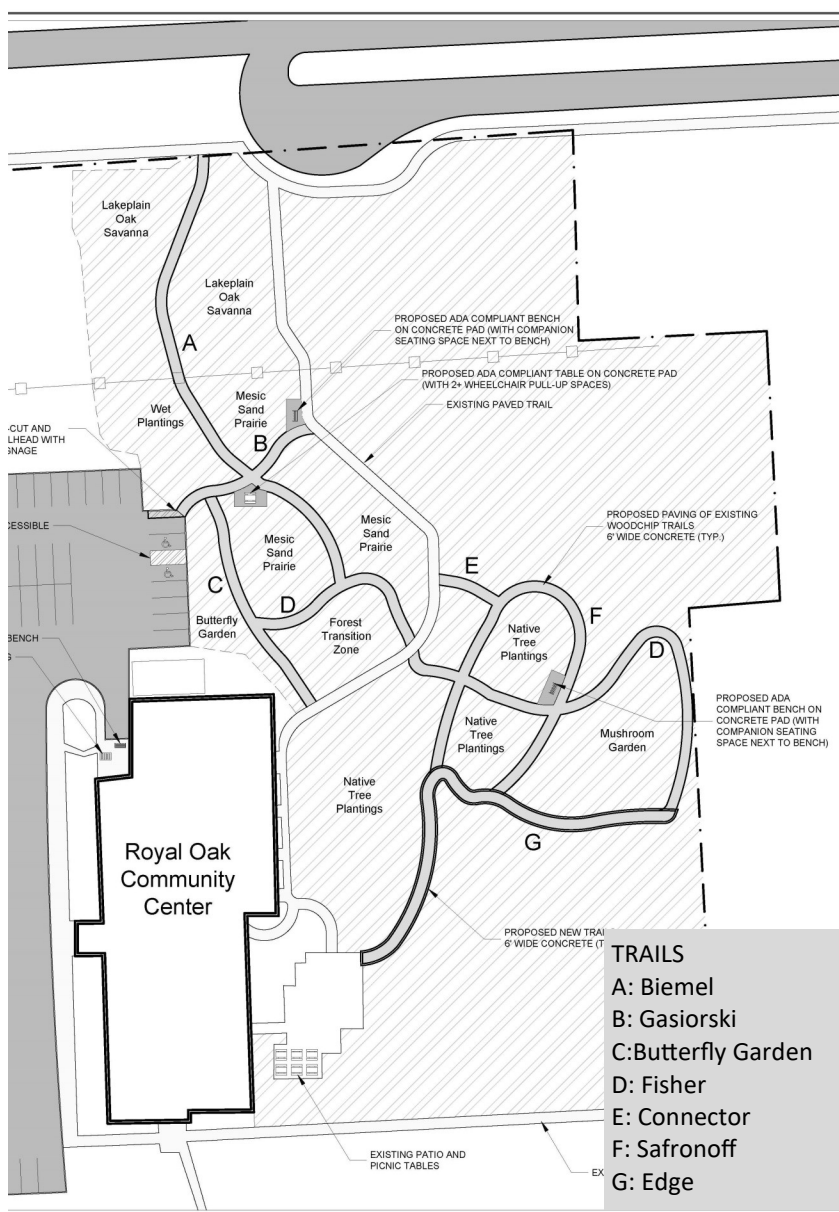 Lakeplain
Oak
Savanna
Lakeplain
Oak
Savanna
A
PROPOSED ADA COMPLIANT BENCH
ON CONCRETE PAD (WITH COMPANION
SEATING SPACE NEXT TO BENCH)
PROPOSED ADA COMPLIANT TABLE ON CONCRETE PAD
(WITH 2+ WHEELCHAIR PULL-UP SPACES)
EXISTING PAVED TRAIL
Wet
Plantings
Mesic
Sand
Prairie
B
-CUT AND
LHEAD WITH
GNAGE
CESSIBLE
Mesic
Sand
Prairie
Mesic
Sand
Prairie
PROPOSED PAVING OF EXISTING
WOODCHIP TRAILS
6' WIDE CONCRETE (TYP.)
C
D
E
F
D
Butterfly
Garden
Forest
Transition
Zone
Native
Tree
Plantings
BENCH
G
PROPOSED ADA
COMPLIANT BENCH ON
CONCRETE PAD (WITH
COMPANION SEATING
SPACE NEXT TO BENCH)
Native
Tree
Plantings
Mushroom
Garden
Native
Tree
Plantings
G
Royal Oak
Community
Center
PROPOSED NEW TRAI
6' WIDE CONCRETE (T
EXISTING PATIO AND
PICNIC TABLES
EX
TRAILS
A: Biemel
B: Gasiorski
C:Butterfly Garden
D: Fisher
E: Connector
F: Safronoff
G: Edge